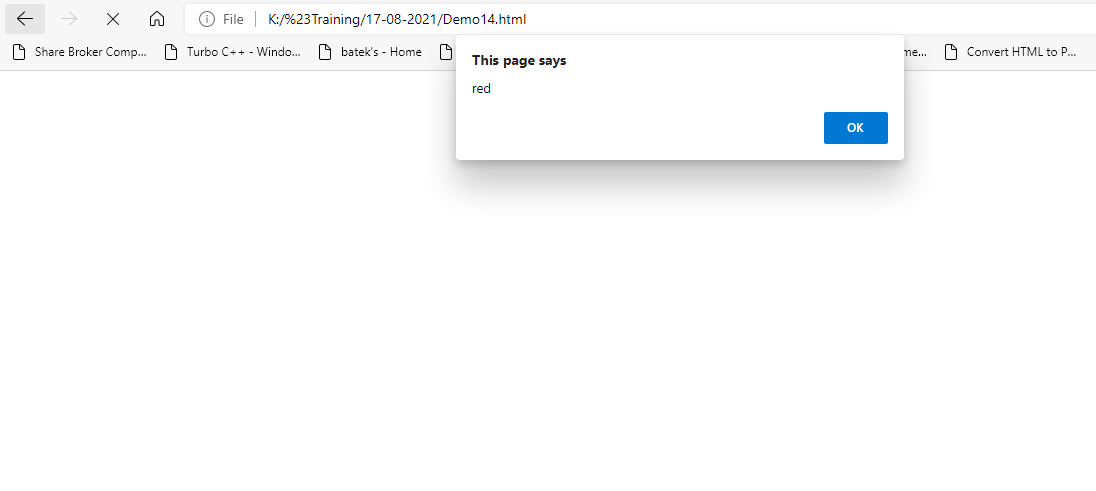 File K:/%23Training/17-08-2021/Demo14.html
Share Broker Comp... Turbo C++ - Windo... batek's - Home me... Convert HTML to P...
This page says
red
OK